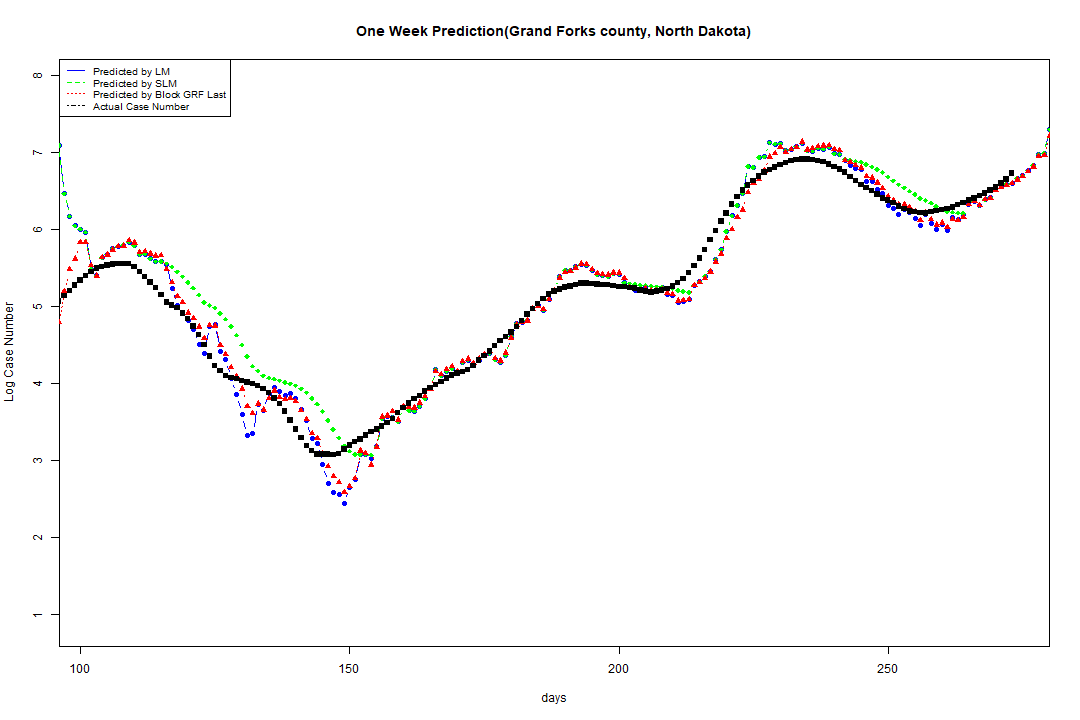 One Week Prediction(Grand Forks county, North Dakota)
Predicted by LM
Predicted by SLM
Predicted by Block GRF Last
Actual Case Number
8
7
6
5
4
3
2
1
Log Case Number
100 150 200 250
days